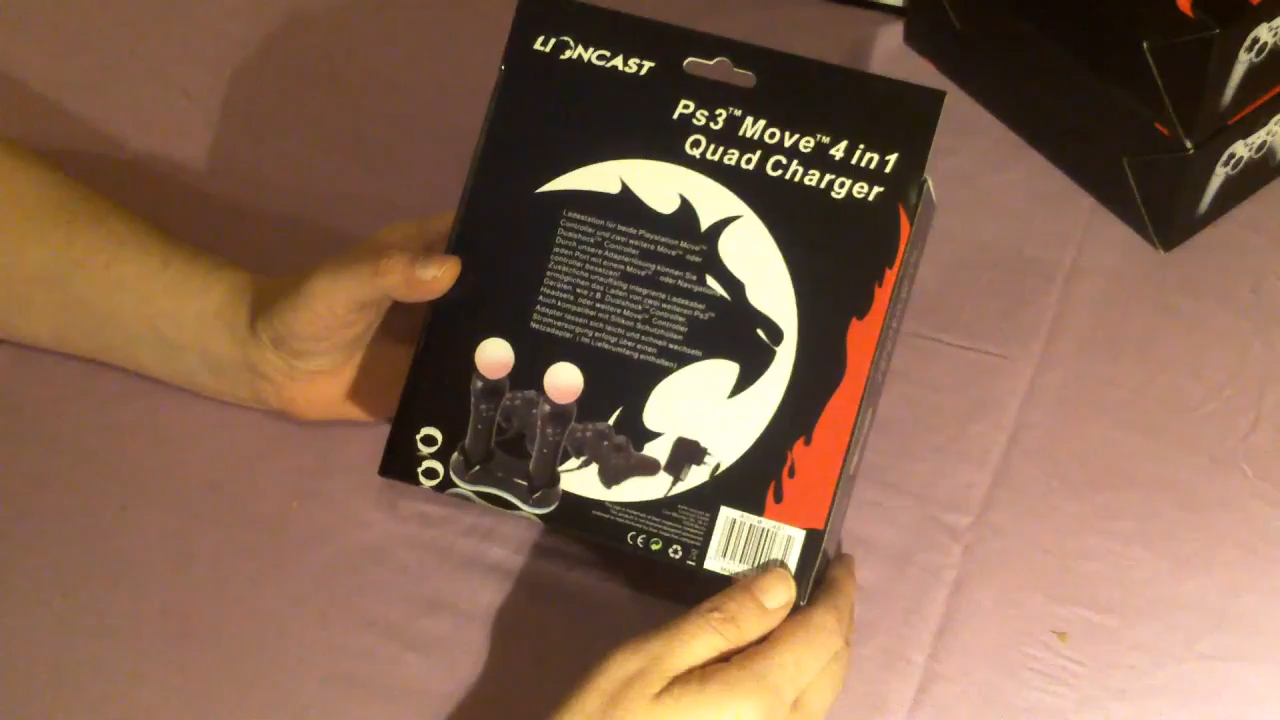 LIONCAST
Ps3™ Move™ 4 in 1
Quad Charger
Ladestation für beide Playstation Move™
Controller und zwei weitere Move™ oder
Dualshock™ Controller
Durch unsere Adapterlösung können Sie
jeden Port mit einem Move™, oder Navigations
controller besetzen!
Zusätzliche unauffällig integrierte Ladekabel
ermöglichen das Laden von zwei weiteren Ps3™
Geräten, wie z.B. Dualshock™ Controller
Headsets, oder weitere Move™ Controller
Auch kompatibel mit Silikon Schutzhüllen
Adapter lassen sich leicht und schnell wechseln
Stromversorgung erfolgt über einen
Netzadapter. ( Im Lieferumfang enthalten)
CE